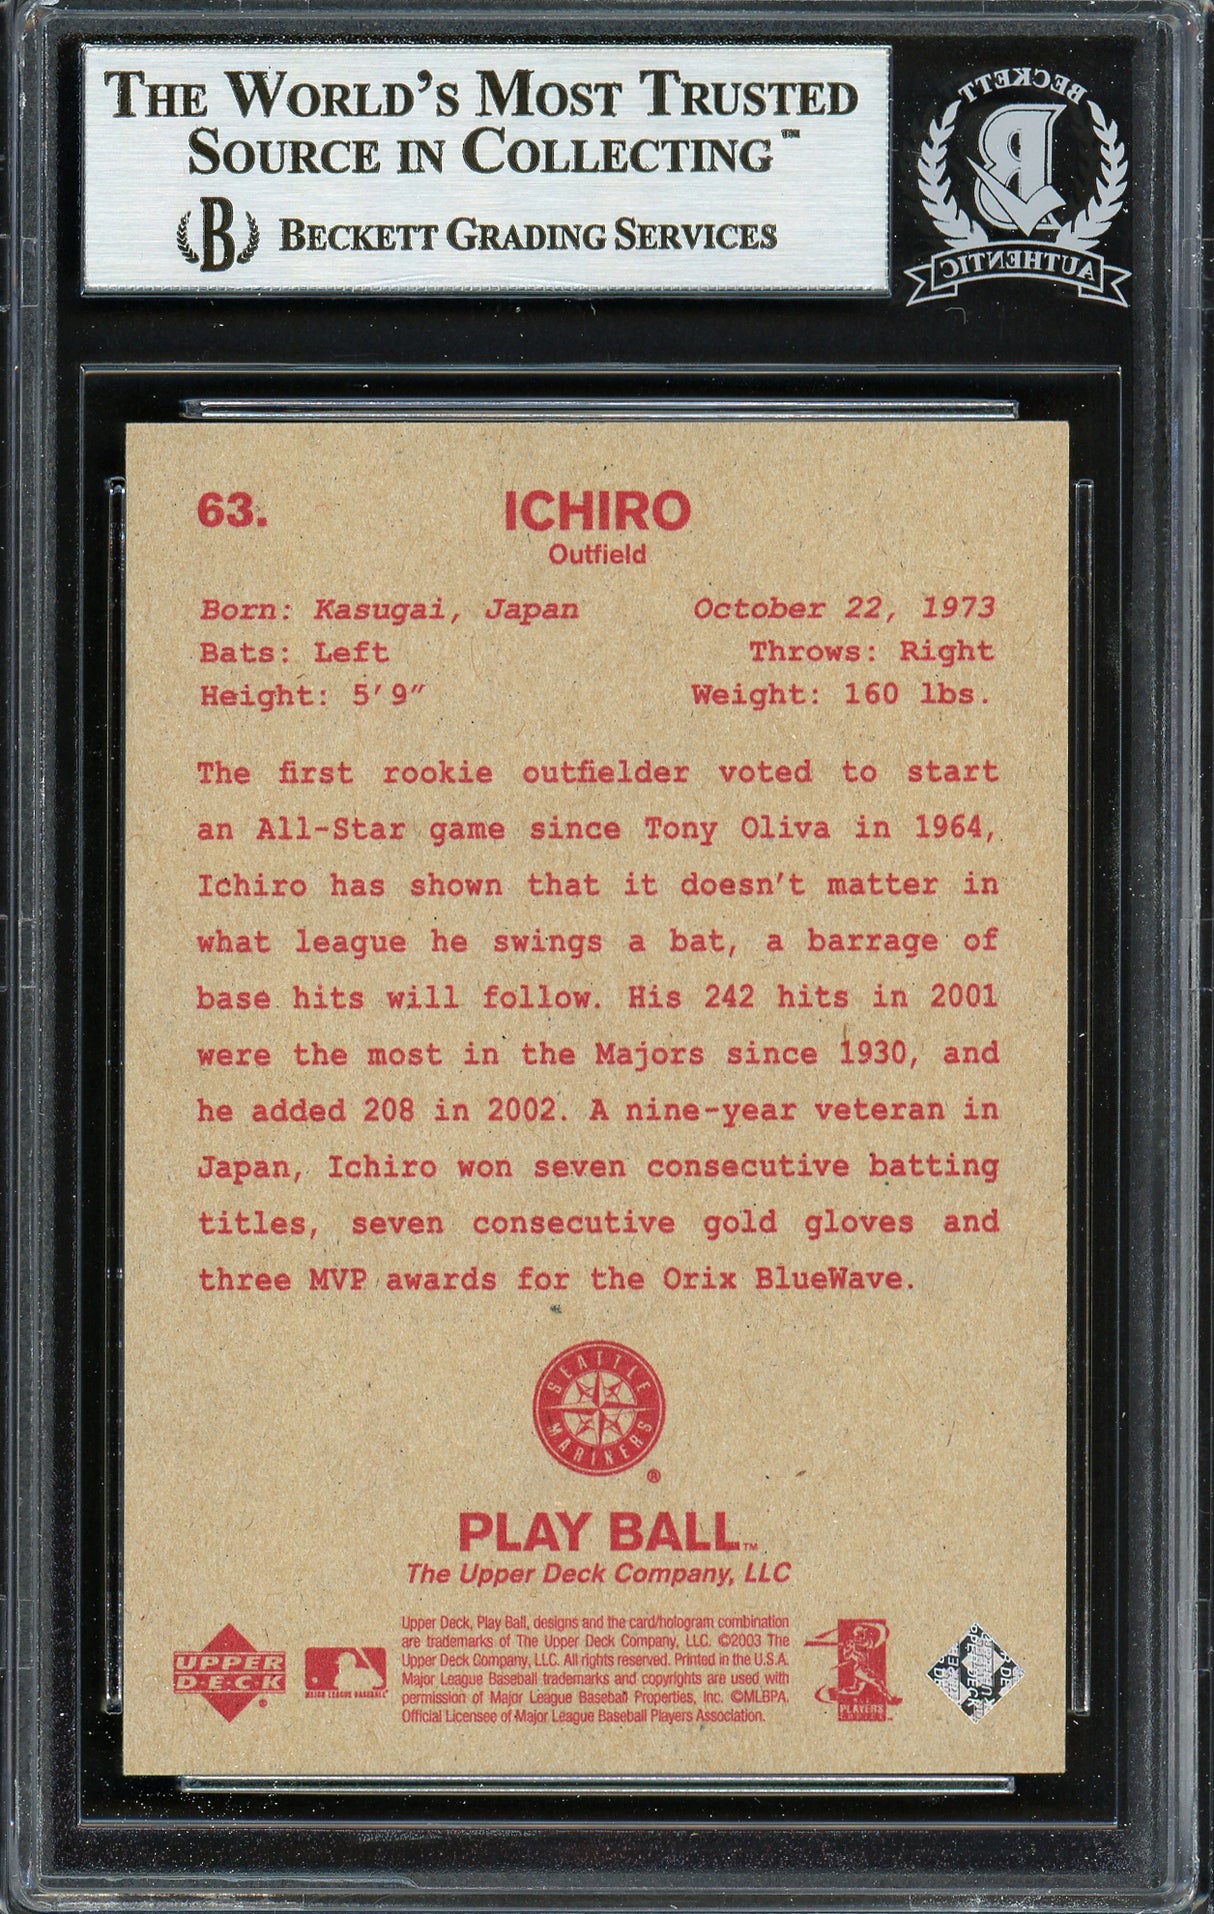 THE WORLD'S MOST TRUSTED
SOURCE IN COLLECTING™
B BECKETT GRADING SERVICES
BECKETT
B
AUTHENTIC
63. ICHIRO
Outfield
Born: Kasugai, Japan October 22, 1973
Bats: Left Throws: Right
Height: 5'9" Weight: 160 lbs.
The first rookie outfielder voted to start
an All-Star game since Tony Oliva in 1964,
Ichiro has shown that it doesn't matter in
what league he swings a bat, a barrage of
base hits will follow. His 242 hits in 2001
were the most in the Majors since 1930, and
he added 208 in 2002. A nine-year veteran in
Japan, Ichiro won seven consecutive batting
titles, seven consecutive gold gloves and
three MVP awards for the Orix BlueWave.
SEATTLE
MARINERS
®
PLAY BALL™
The Upper Deck Company, LLC
Upper Deck, Play Ball, designs and the card/hologram combination
are trademarks of The Upper Deck Company, LLC. ©2003 The
Upper Deck Company, LLC. All rights reserved. Printed in the U.S.A.
Major League Baseball trademarks and copyrights are used with
permission of Major League Baseball Properties, Inc. ©MLBPA.
Official Licensee of Major League Baseball Players Association.
UPPER
DECK
®
MAJOR LEAGUE BASEBALL
PLAYERS
CHOICE